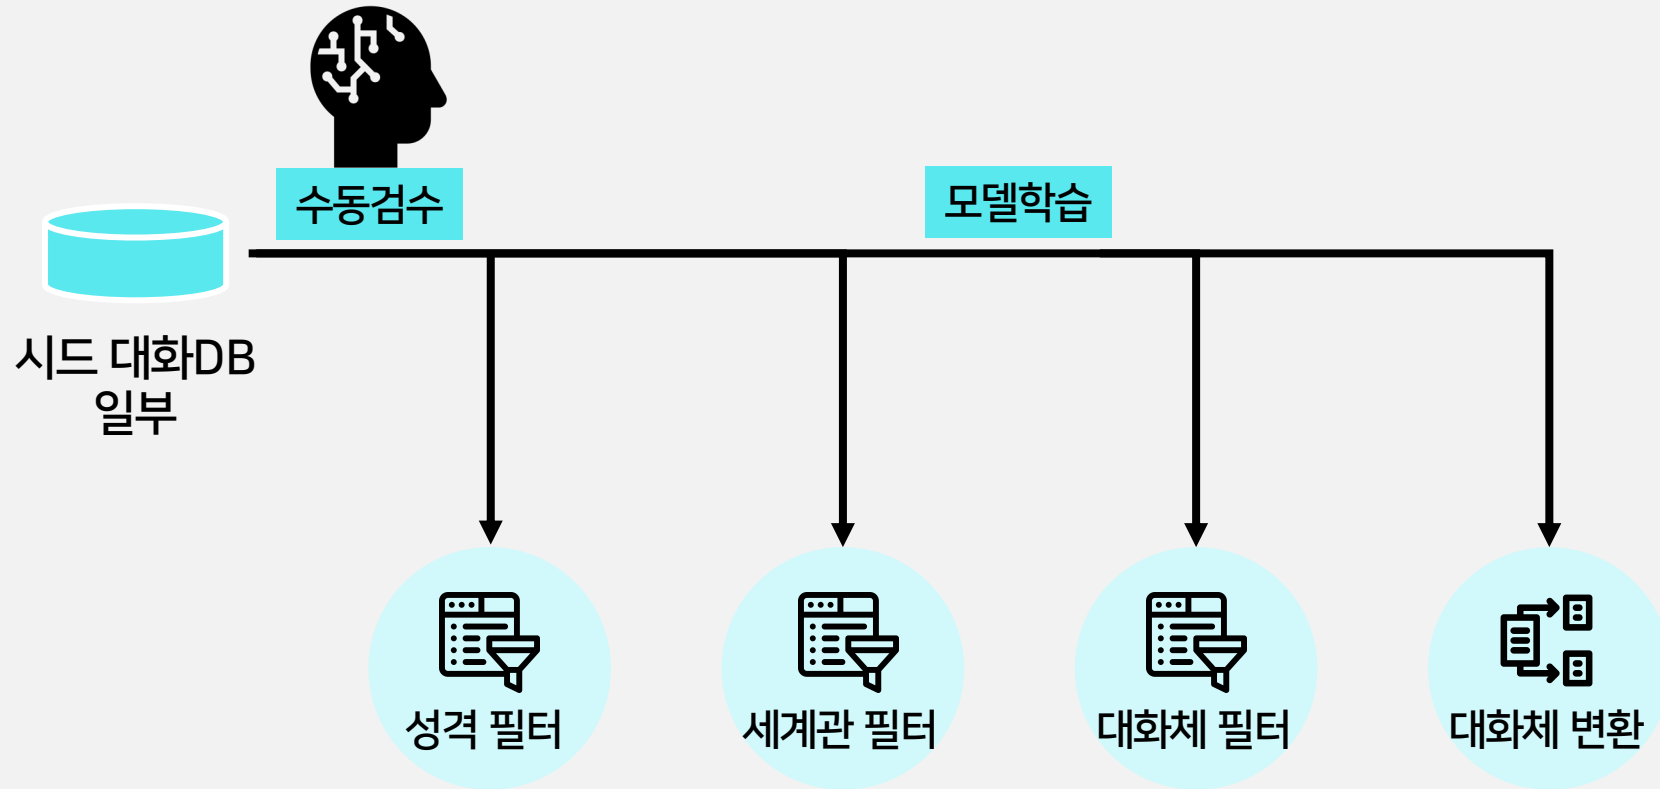 수동검수
모델학습
시드 대화DB
일부
성격 필터
세계관 필터
대화체 필터
대화체 변환